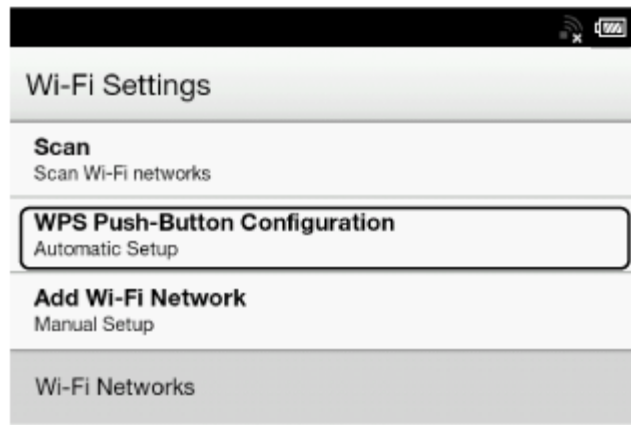 Wi-Fi Settings
Scan
Scan Wi-Fi networks
WPS Push-Button Configuration
Automatic Setup
Add Wi-Fi Network
Manual Setup
Wi-Fi Networks